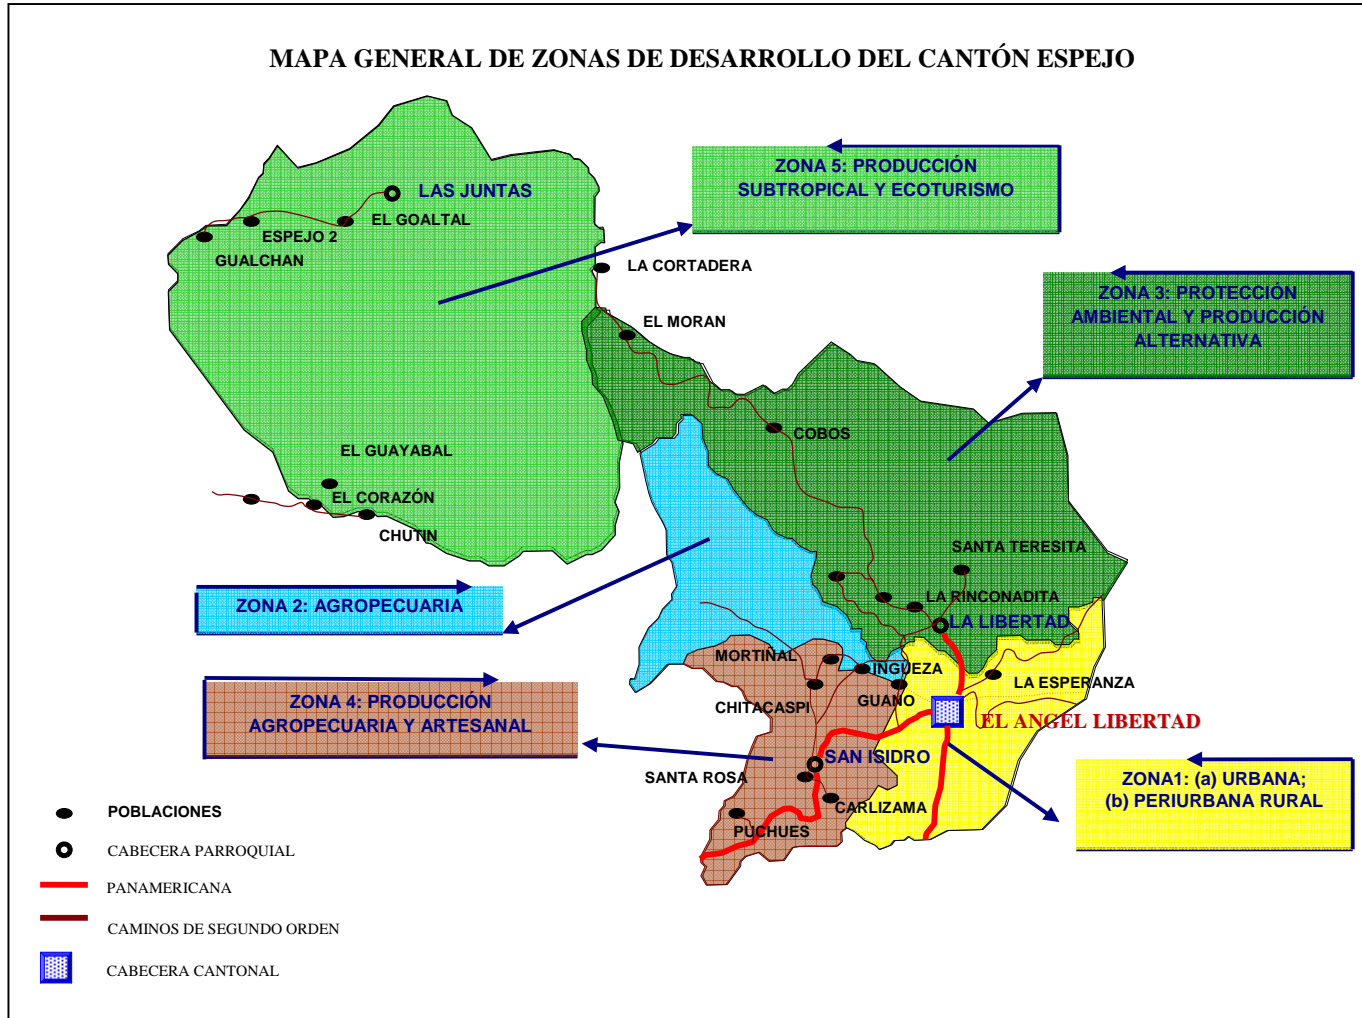 MAPA GENERAL DE ZONAS DE DESARROLLO DEL CANTÓN ESPEJO
ZONA 5: PRODUCCIÓN
SUBTROPICAL Y ECOTURISMO
LAS JUNTAS
EL GOALTAL
ESPEJO 2
GUALCHAN
LA CORTADERA
ZONA 3: PROTECCIÓN
AMBIENTAL Y PRODUCCIÓN
ALTERNATIVA
EL MORAN
COBOS
EL GUAYABAL
EL CORAZÓN
CHUTIN
SANTA TERESITA
LA RINCONADITA
LA LIBERTAD
ZONA 2: AGROPECUARIA
MORTIÑAL
INGUEZA
LA ESPERANZA
CHITACASPI
GUAÑO
ZONA 4: PRODUCCIÓN
AGROPECUARIA Y ARTESANAL
EL ANGEL LIBERTAD
SAN ISIDRO
SANTA ROSA
CARLIZAMA
PUCHUES
ZONA1: (a) URBANA;
(b) PERIURBANA RURAL
POBLACIONES
CABECERA PARROQUIAL
PANAMERICANA
CAMINOS DE SEGUNDO ORDEN
CABECERA CANTONAL